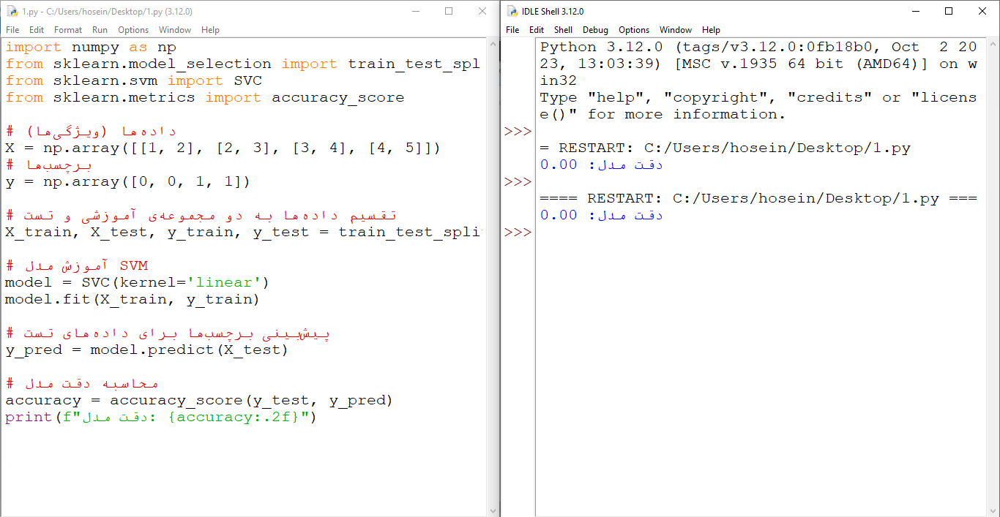 1.py - C:/Users/hosein/Desktop/1.py (3.12.0)
File Edit Format Run Options Window Help
import numpy as np
from sklearn.model_selection import train_test_spl
from sklearn.svm import SVC
from sklearn.metrics import accuracy_score
# داده‌ها (ویژگی‌ها)
X = np.array([[1, 2], [2, 3], [3, 4], [4, 5]])
# برچسب‌ها
y = np.array([0, 0, 1, 1])
# تقسیم داده‌ها به دو مجموعه‌ی آموزشی و تست
X_train, X_test, y_train, y_test = train_test_spli
# آموزش مدل SVM
model = SVC(kernel='linear')
model.fit(X_train, y_train)
# پیش‌بینی برچسب‌ها برای داده‌های تست
y_pred = model.predict(X_test)
# محاسبه دقت مدل
accuracy = accuracy_score(y_test, y_pred)
print(f"دقت مدل: {accuracy:.2f}")
IDLE Shell 3.12.0
File Edit Shell Debug Options Window Help
Python 3.12.0 (tags/v3.12.0:0fb18b0, Oct  2 20
23, 13:03:39) [MSC v.1935 64 bit (AMD64)] on w
in32
Type "help", "copyright", "credits" or "licens
e()" for more information.
>>>
= RESTART: C:/Users/hosein/Desktop/1.py
دقت مدل: 0.00
>>>
==== RESTART: C:/Users/hosein/Desktop/1.py ===
دقت مدل: 0.00
>>>